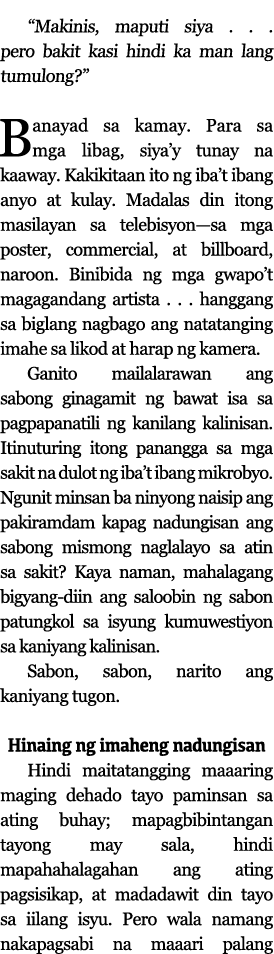 “Makinis, maputi siya . . .
pero bakit kasi hindi ka man lang
tumulong?”
Banayad sa kamay. Para sa
mga libag, siya’y tunay na
kaaway. Kakikitaan ito ng iba’t ibang
anyo at kulay. Madalas din itong
masilayan sa telebisyon—sa mga
poster, commercial, at billboard,
naroon. Binibida ng mga gwapo’t
magagandang artista . . . hanggang
sa biglang nagbago ang natatanging
imahe sa likod at harap ng kamera.
Ganito mailalarawan ang
sabong ginagamit ng bawat isa sa
pagpapanatili ng kanilang kalinisan.
Itinuturing itong panangga sa mga
sakit na dulot ng iba’t ibang mikrobyo.
Ngunit minsan ba ninyong naisip ang
pakiramdam kapag nadungisan ang
sabong mismong naglalayo sa atin
sa sakit? Kaya naman, mahalagang
bigyang-diin ang saloobin ng sabon
patungkol sa isyung kumuwestiyon
sa kaniyang kalinisan.
Sabon, sabon, narito ang
kaniyang tugon.
Hinaing ng imaheng nadungisan
Hindi maitatangging maaaring
maging dehado tayo paminsan sa
ating buhay; mapagbibintangan
tayong may sala, hindi
mapahahalagahan ang ating
pagsisikap, at madadawit din tayo
sa iilang isyu. Pero wala namang
nakapagsabi na maaari palang